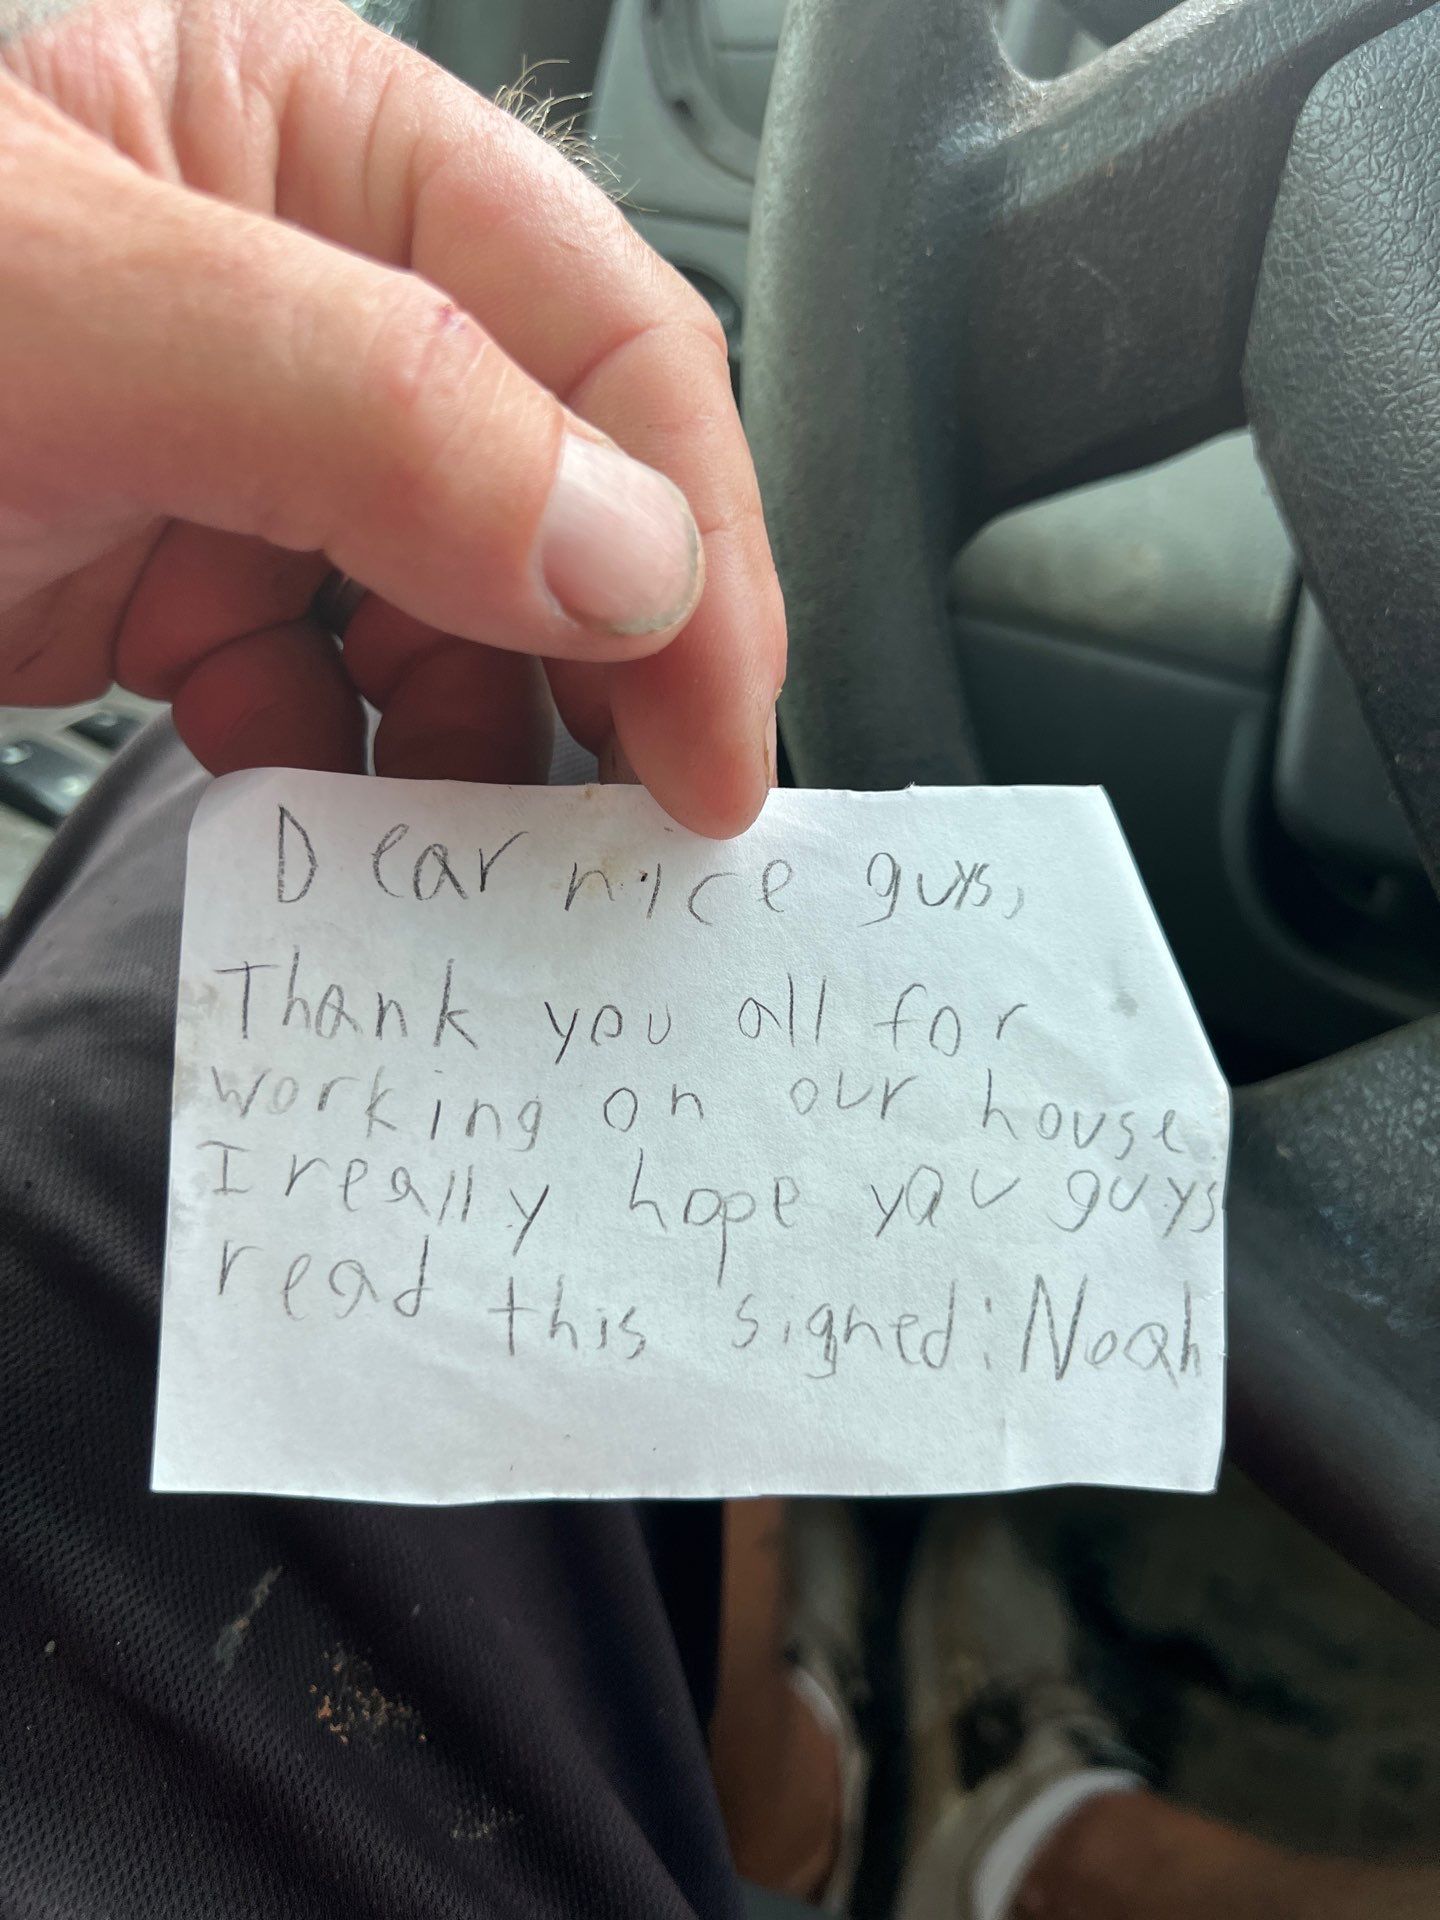 Dear nice guys,
Thank you all for
working on our house
I really hope you guys
read this signed: Noah